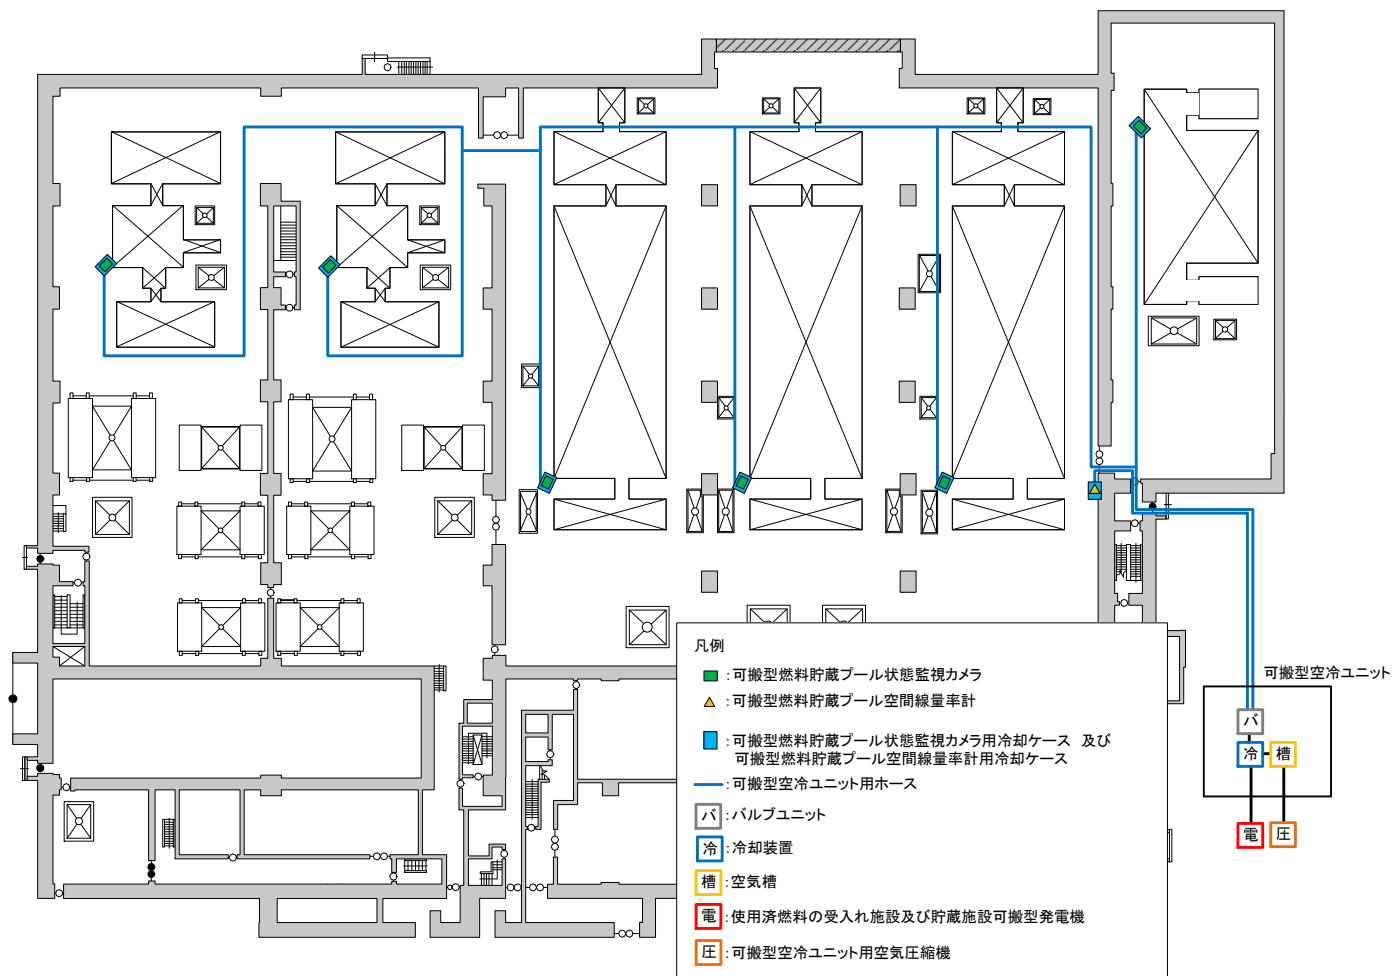 凡例
：可搬型燃料貯蔵プール状態監視カメラ
：可搬型燃料貯蔵プール空間線量率計
：可搬型燃料貯蔵プール状態監視カメラ用冷却ケース 及び
可搬型燃料貯蔵プール空間線量率計用冷却ケース
：可搬型空冷ユニット用ホース
バ ：バルブユニット
冷 ：冷却装置
槽 ：空気槽
電 ：使用済燃料の受入れ施設及び貯蔵施設可搬型発電機
圧 ：可搬型空冷ユニット用空気圧縮機
可搬型空冷ユニット
バ
冷 槽
電 圧